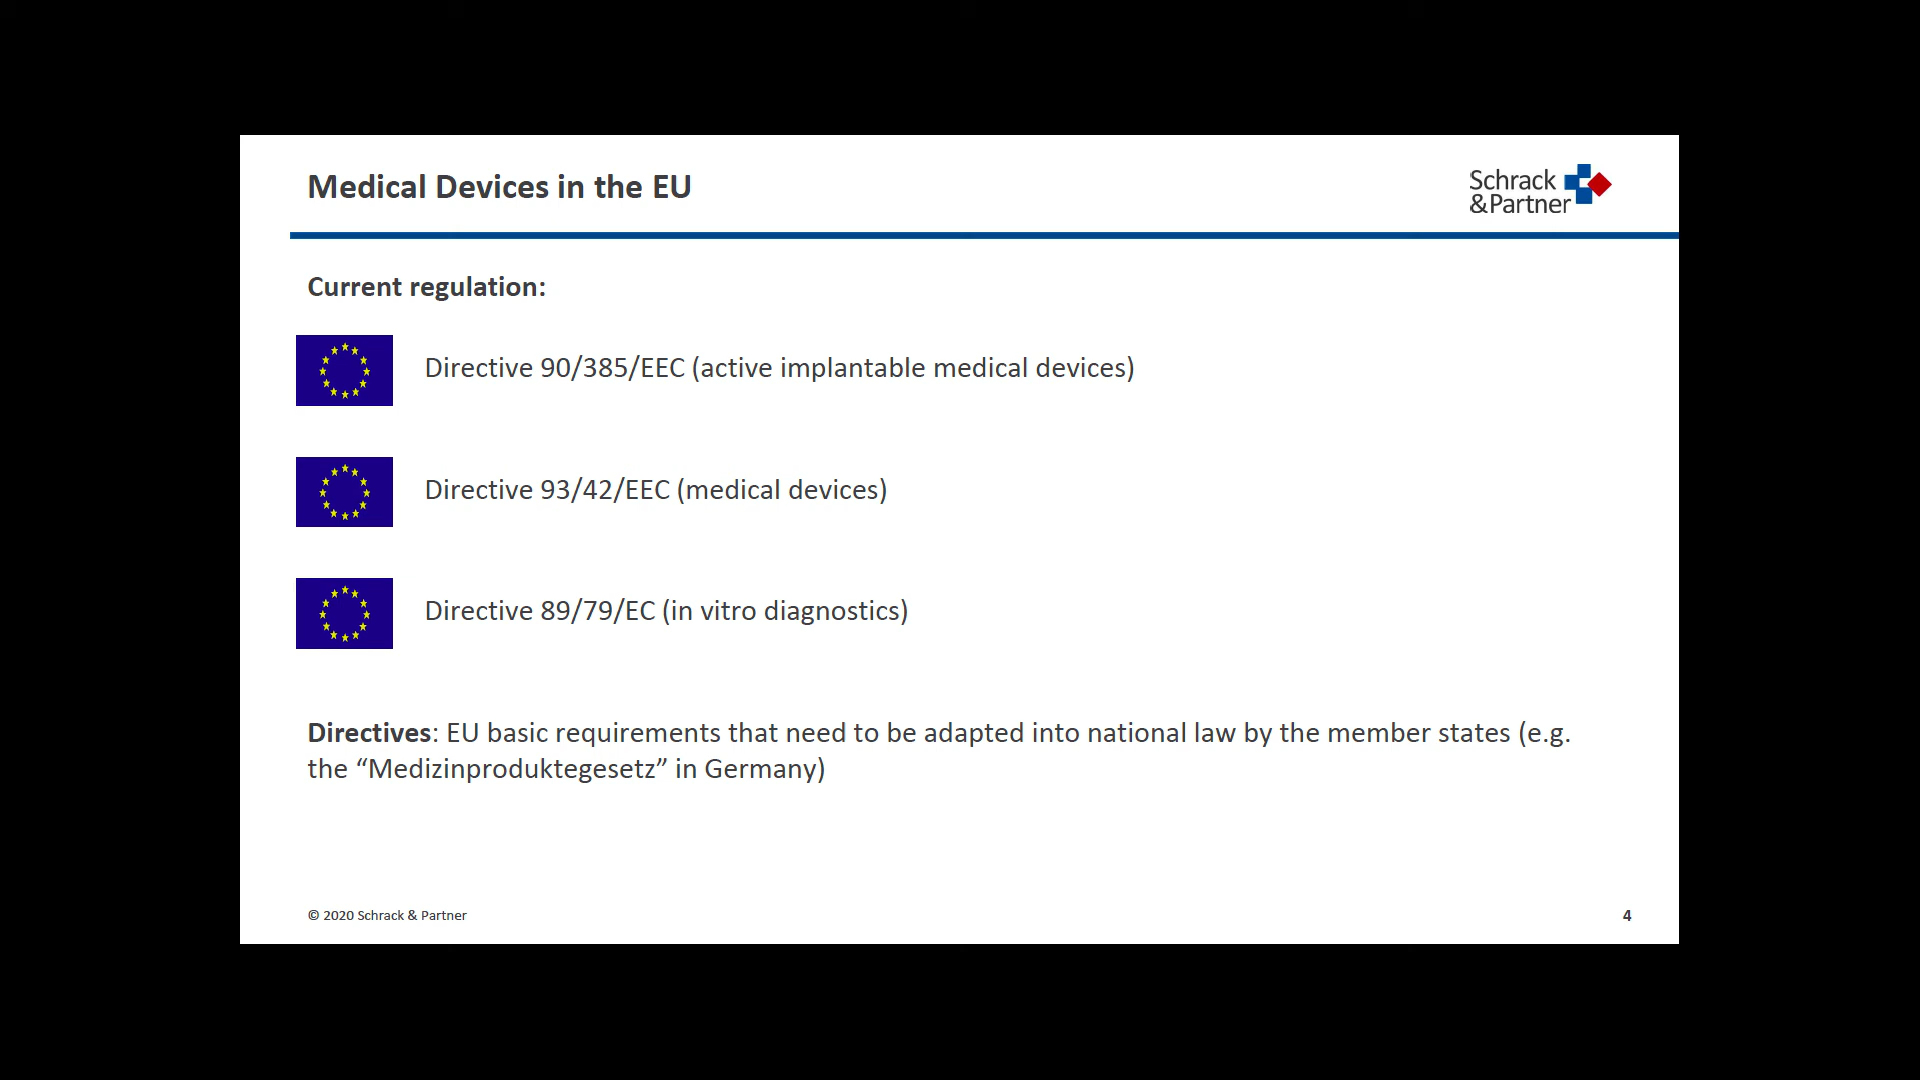 Medical Devices in the EU
Schrack
&Partner
Current regulation:
Directive 90/385/EEC (active implantable medical devices)
Directive 93/42/EEC (medical devices)
Directive 89/79/EC (in vitro diagnostics)
Directives: EU basic requirements that need to be adapted into national law by the member states (e.g.
the “Medizinproduktegesetz” in Germany)
© 2020 Schrack & Partner
4